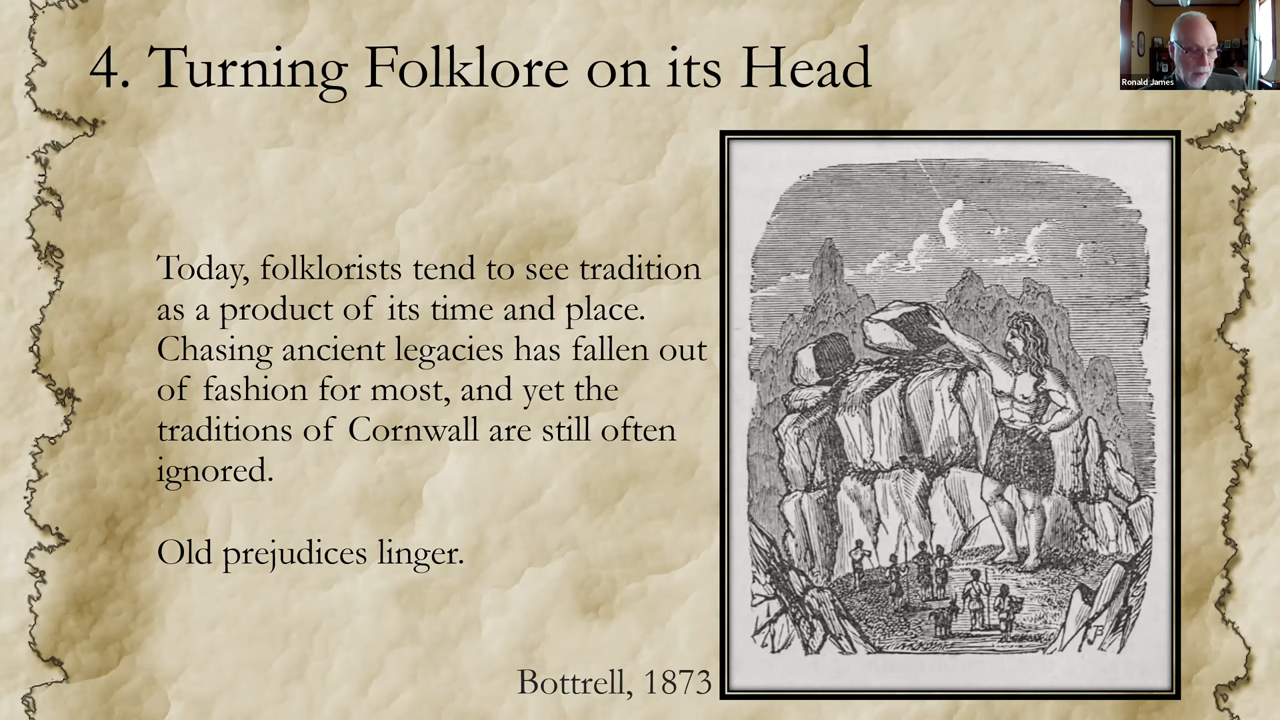 4. Turning Folklore on its Head
Ronald James
Today, folklorists tend to see tradition
as a product of its time and place.
Chasing ancient legacies has fallen out
of fashion for most, and yet the
traditions of Cornwall are still often
ignored.
Old prejudices linger.
Bottrell, 1873